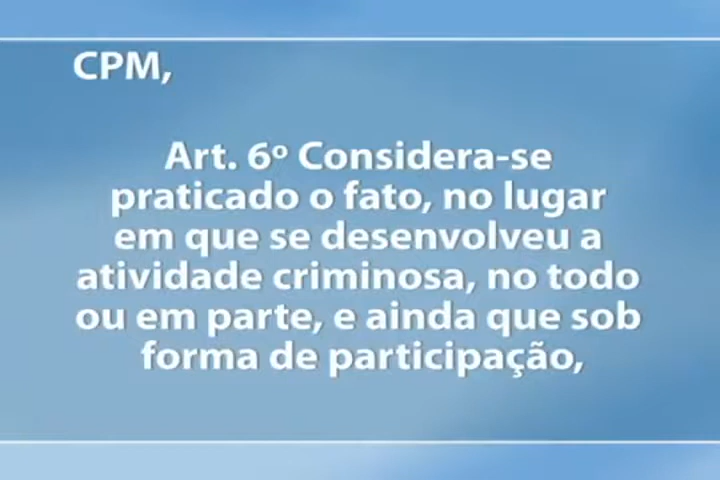 CPM,
Art. 6º Considera-se
praticado o fato, no lugar
em que se desenvolveu a
atividade criminosa, no todo
ou em parte, e ainda que sob
forma de participação,